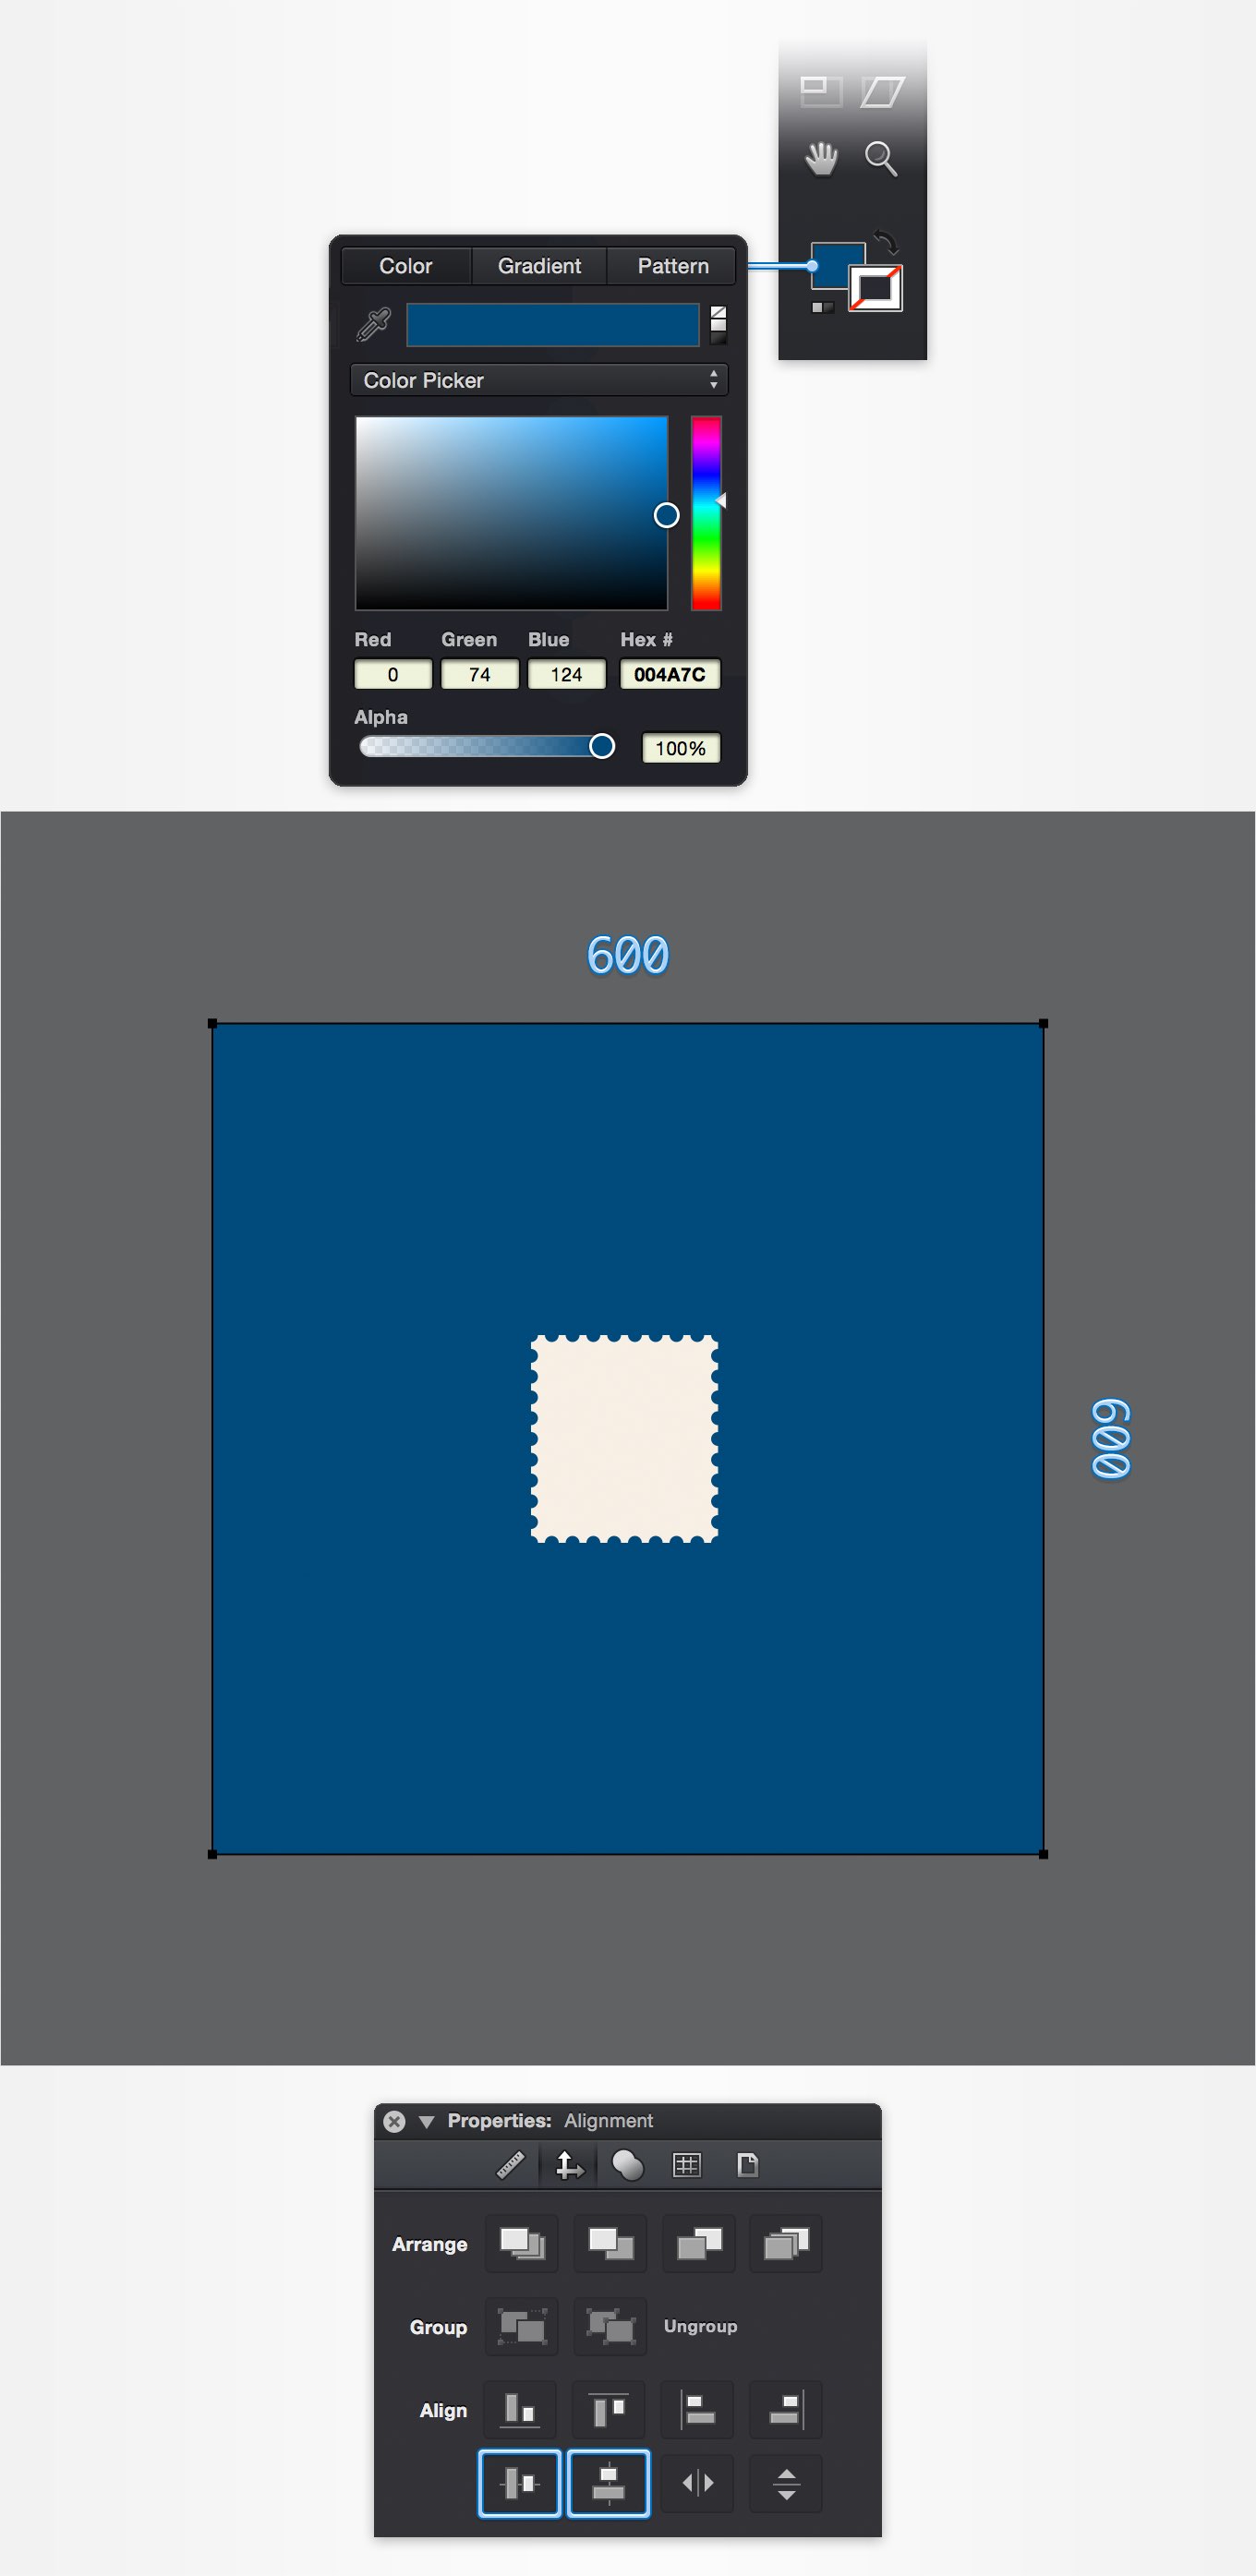 Color Gradient Pattern
Color Picker
Red Green Blue Hex #
0 74 124 004A7C
Alpha
100%
600
600
Properties: Alignment
Arrange
Group Ungroup
Align